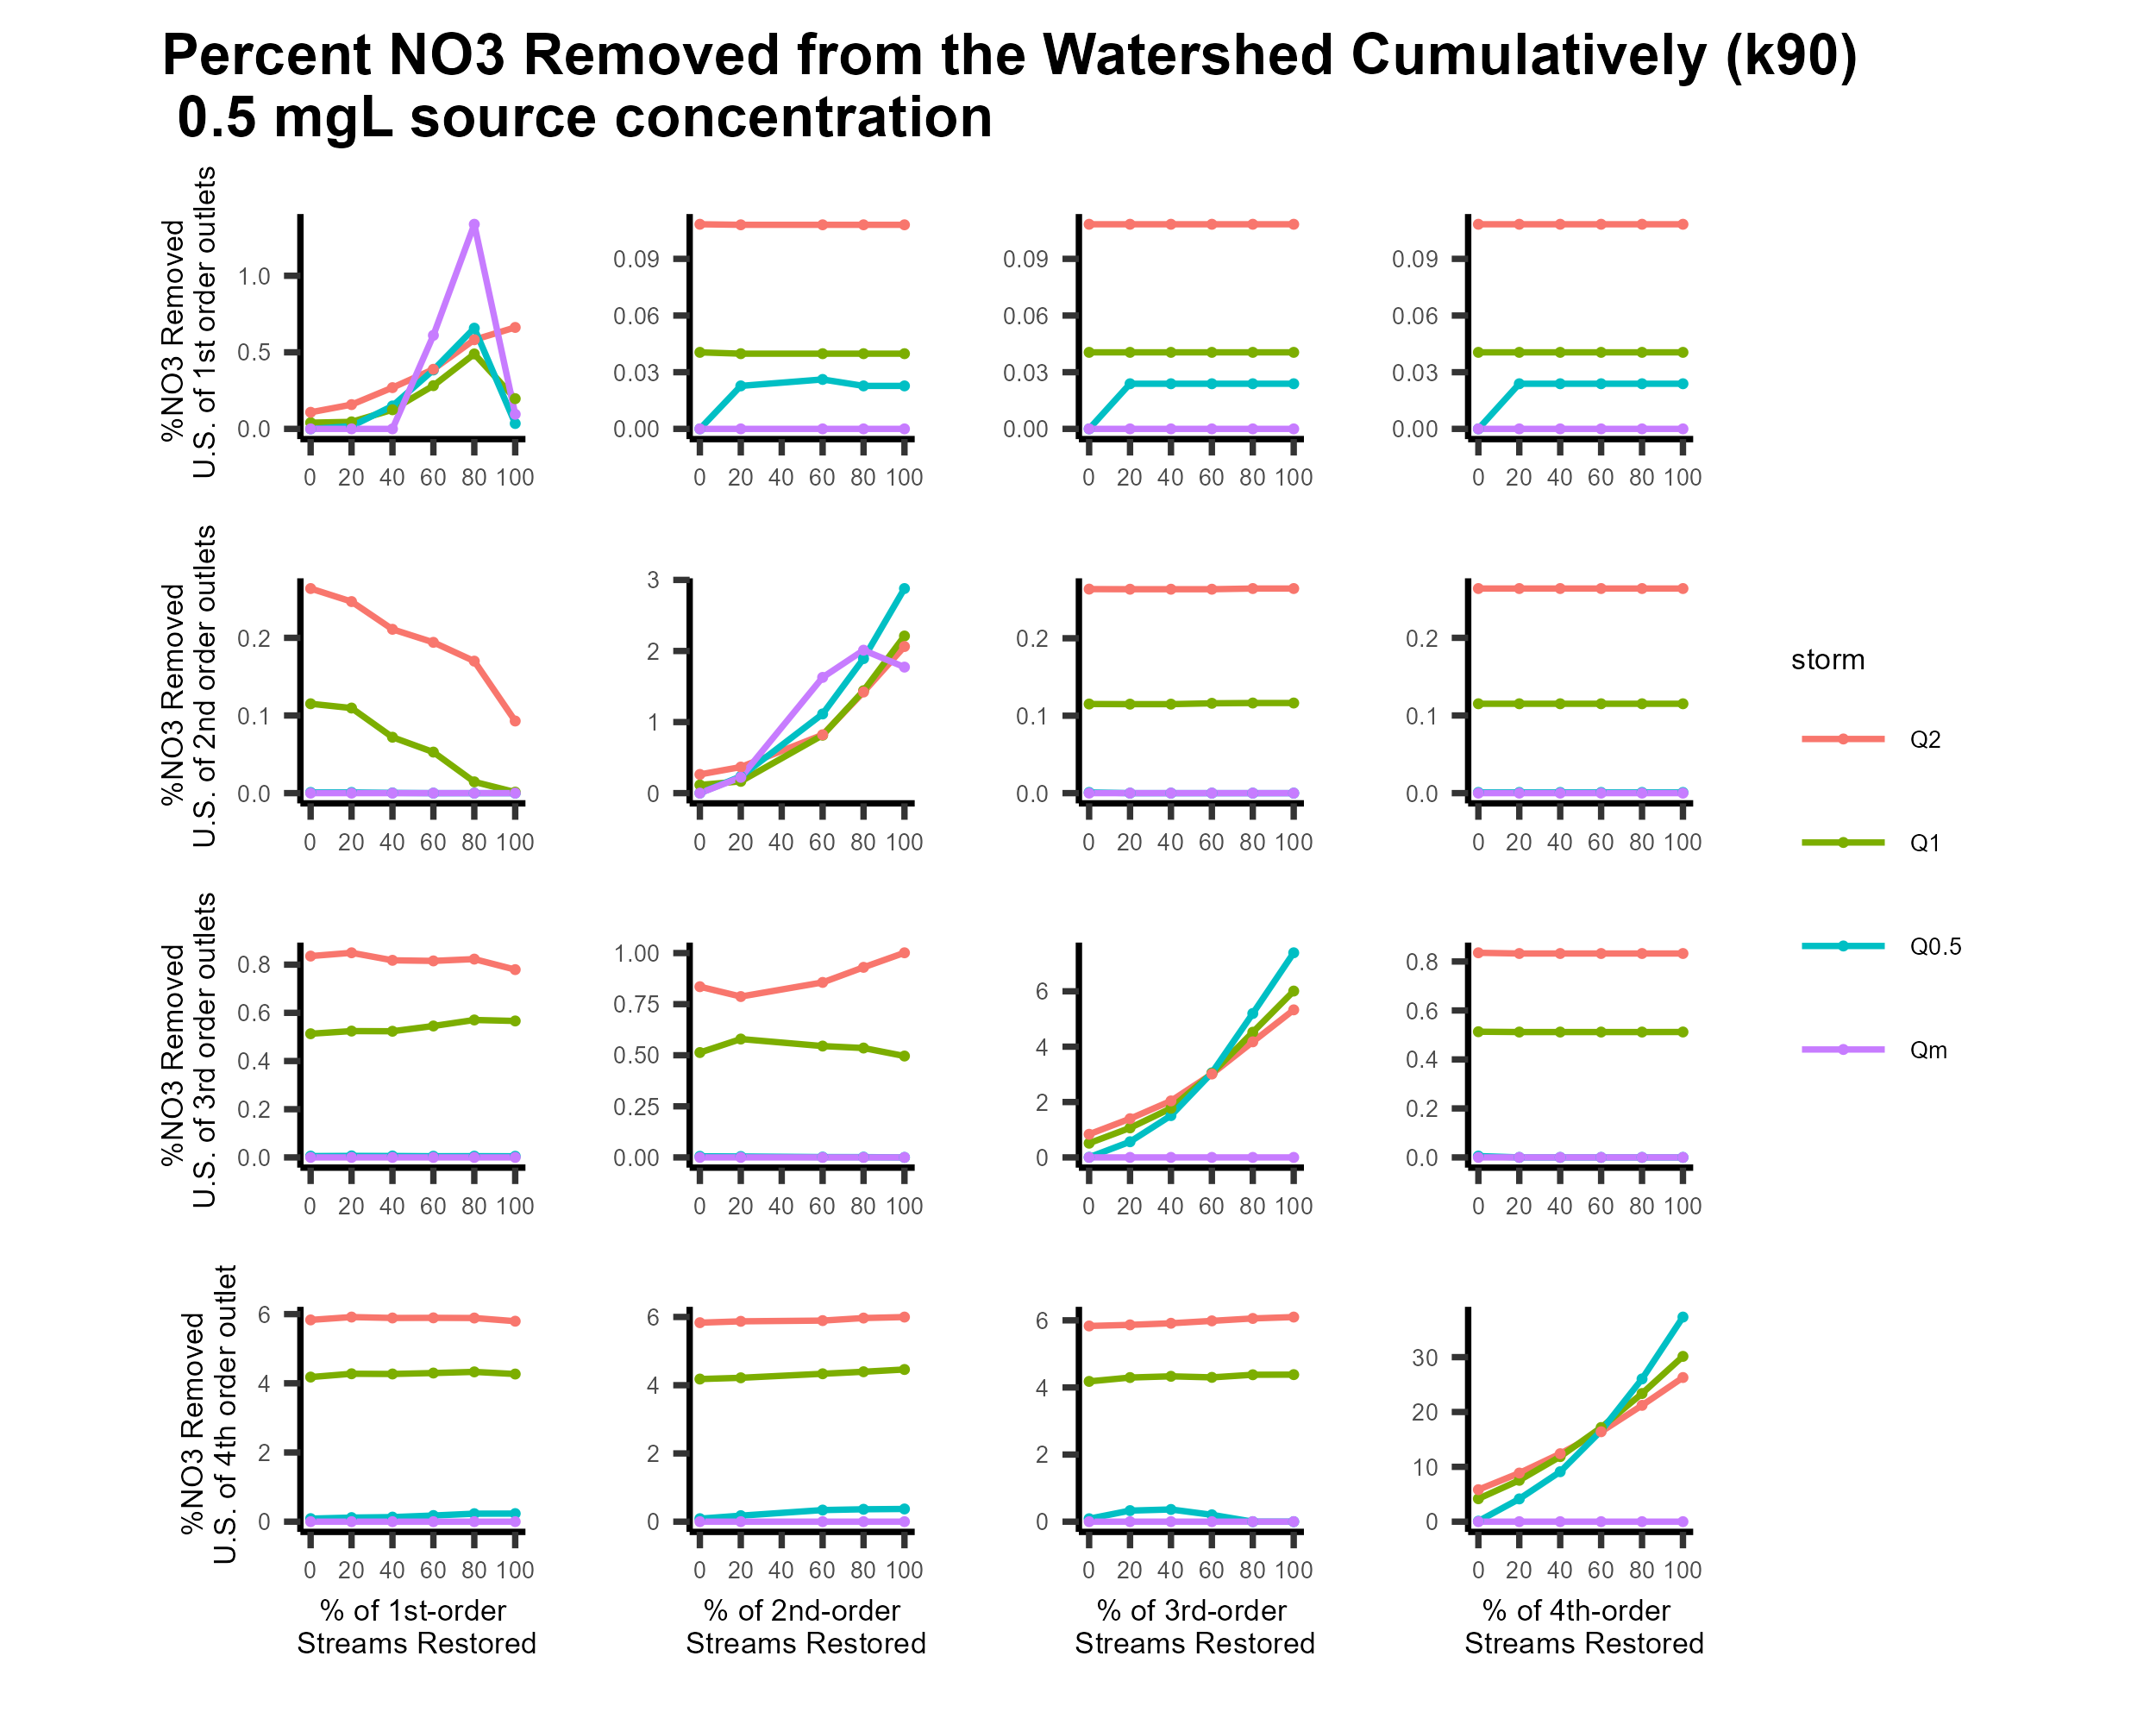 Percent NO3 Removed from the Watershed Cumulatively (k90)
0.5 mgL source concentration
%NO3 Removed
U.S. of 1st order outlets
1.0
0.5
0.0
0 20 40 60 80 100
0.09
0.06
0.03
0.00
0 20 40 60 80 100
0.09
0.06
0.03
0.00
0 20 40 60 80 100
0.09
0.06
0.03
0.00
0 20 40 60 80 100
%NO3 Removed
U.S. of 2nd order outlets
0.2
0.1
0.0
0 20 40 60 80 100
3
2
1
0
0 20 40 60 80 100
0.2
0.1
0.0
0 20 40 60 80 100
0.2
0.1
0.0
0 20 40 60 80 100
%NO3 Removed
U.S. of 3rd order outlets
0.8
0.6
0.4
0.2
0.0
0 20 40 60 80 100
1.00
0.75
0.50
0.25
0.00
0 20 40 60 80 100
6
4
2
0
0 20 40 60 80 100
0.8
0.6
0.4
0.2
0.0
0 20 40 60 80 100
%NO3 Removed
U.S. of 4th order outlet
6
4
2
0
0 20 40 60 80 100
% of 1st-order
Streams Restored
6
4
2
0
0 20 40 60 80 100
% of 2nd-order
Streams Restored
6
4
2
0
0 20 40 60 80 100
% of 3rd-order
Streams Restored
30
20
10
0
0 20 40 60 80 100
% of 4th-order
Streams Restored
storm
Q2
Q1
Q0.5
Qm